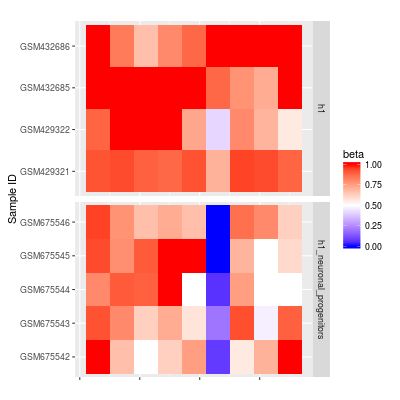 GSM432686
GSM432685
GSM429322
GSM429321
h1
GSM675546
GSM675545
GSM675544
GSM675543
GSM675542
h1_neuronal_progenitors
Sample ID
beta
1.00
0.75
0.50
0.25
0.00